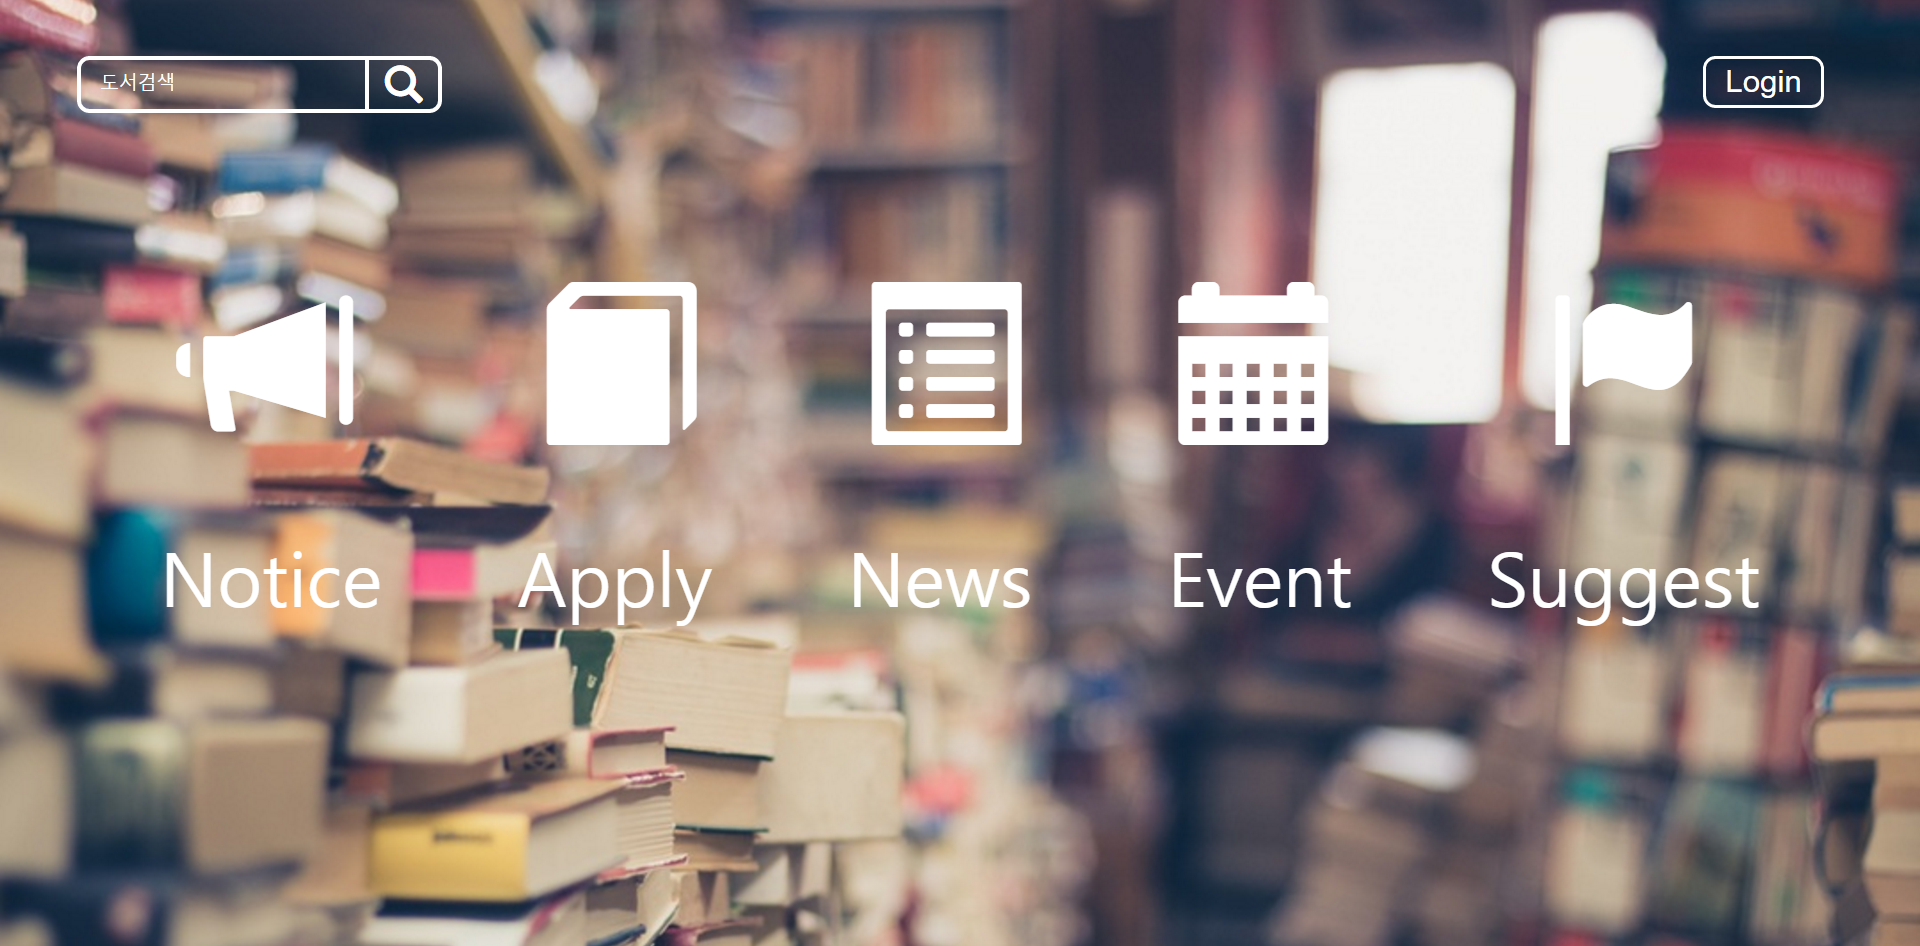 도서검색
Login
Notice
Apply
News
Event
Suggest